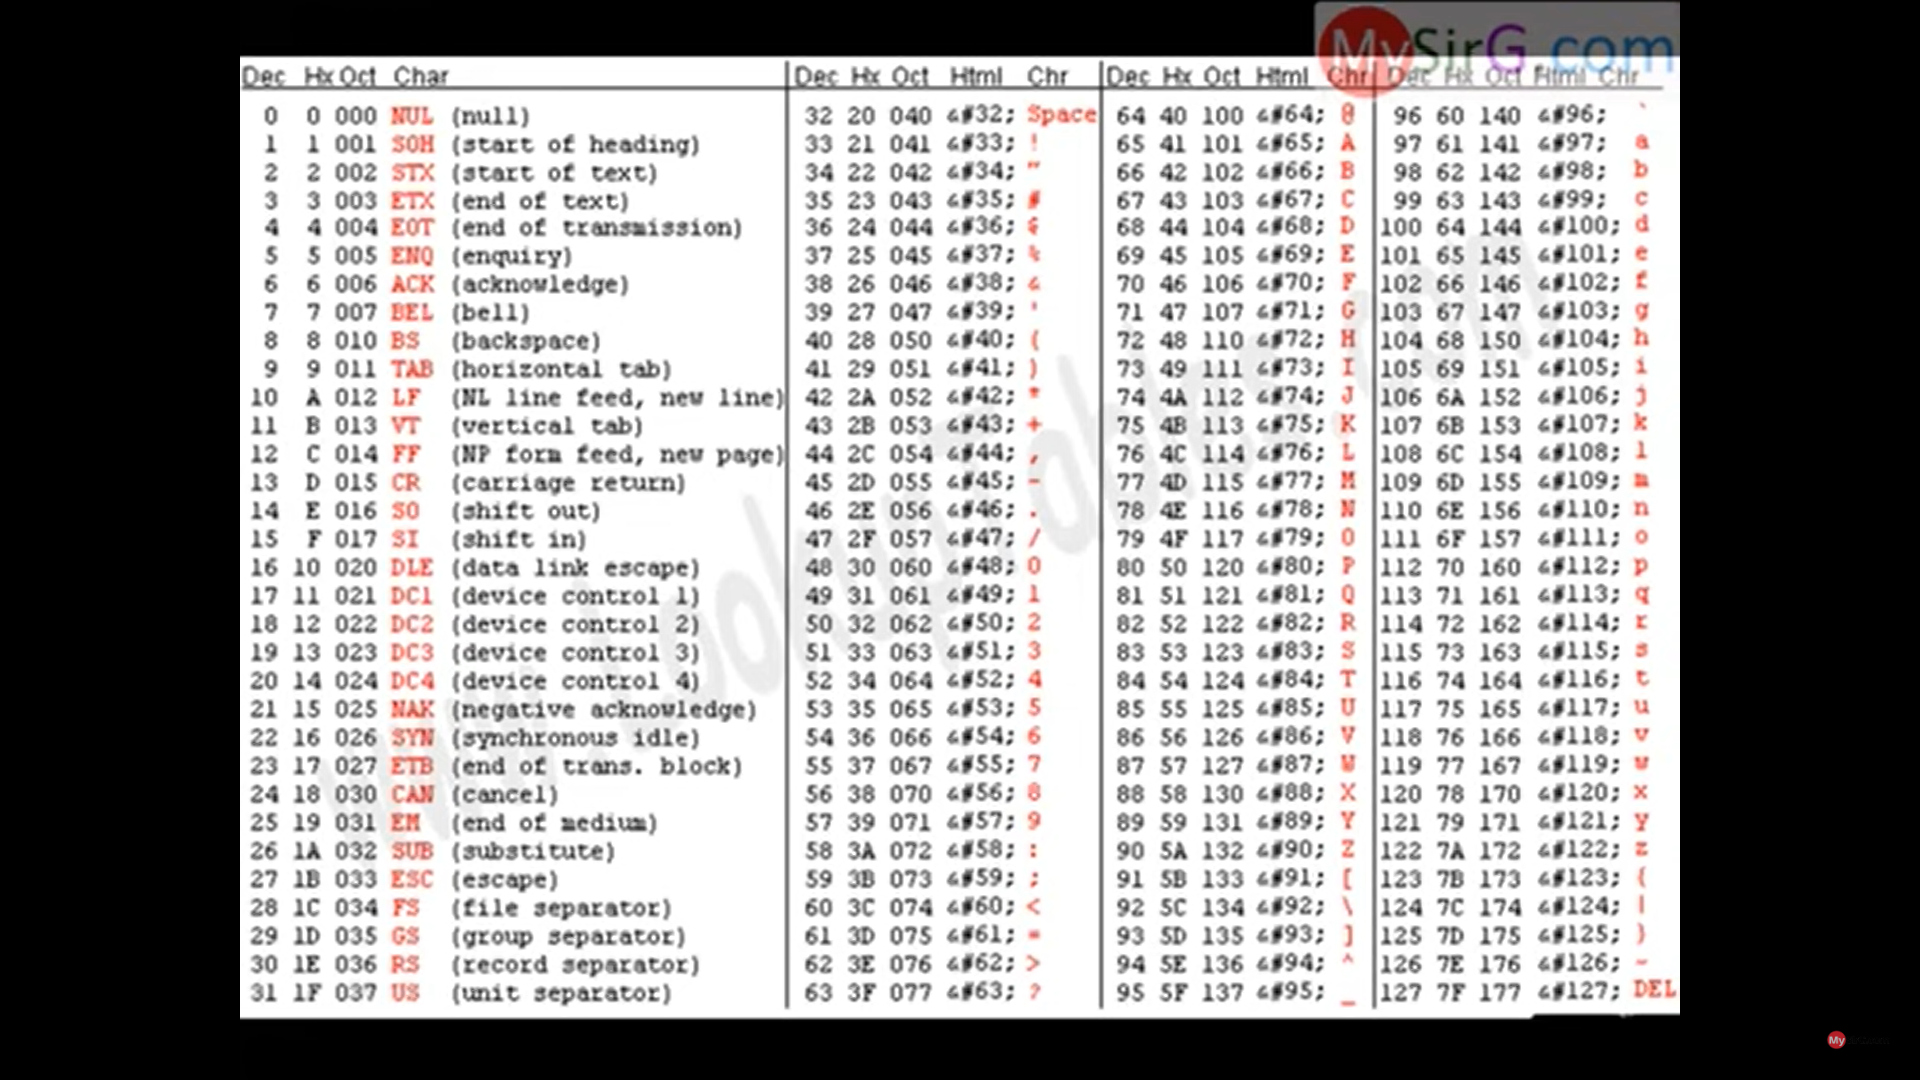 MySirG.com
Dec Hx Oct Char Dec Hx Oct Html Chr Dec Hx Oct Html Chr Dec Hx Oct Html Chr
0 0 000 NUL (null) 32 20 040 &#32; Space 64 40 100 &#64; @ 96 60 140 &#96; `
1 1 001 SOH (start of heading) 33 21 041 &#33; ! 65 41 101 &#65; A 97 61 141 &#97; a
2 2 002 STX (start of text) 34 22 042 &#34; " 66 42 102 &#66; B 98 62 142 &#98; b
3 3 003 ETX (end of text) 35 23 043 &#35; # 67 43 103 &#67; C 99 63 143 &#99; c
4 4 004 EOT (end of transmission) 36 24 044 &#36; $ 68 44 104 &#68; D 100 64 144 &#100; d
5 5 005 ENQ (enquiry) 37 25 045 &#37; % 69 45 105 &#69; E 101 65 145 &#101; e
6 6 006 ACK (acknowledge) 38 26 046 &#38; & 70 46 106 &#70; F 102 66 146 &#102; f
7 7 007 BEL (bell) 39 27 047 &#39; ' 71 47 107 &#71; G 103 67 147 &#103; g
8 8 010 BS (backspace) 40 28 050 &#40; ( 72 48 110 &#72; H 104 68 150 &#104; h
9 9 011 TAB (horizontal tab) 41 29 051 &#41; ) 73 49 111 &#73; I 105 69 151 &#105; i
10 A 012 LF (NL line feed, new line) 42 2A 052 &#42; * 74 4A 112 &#74; J 106 6A 152 &#106; j
11 B 013 VT (vertical tab) 43 2B 053 &#43; + 75 4B 113 &#75; K 107 6B 153 &#107; k
12 C 014 FF (NP form feed, new page) 44 2C 054 &#44; , 76 4C 114 &#76; L 108 6C 154 &#108; l
13 D 015 CR (carriage return) 45 2D 055 &#45; - 77 4D 115 &#77; M 109 6D 155 &#109; m
14 E 016 SO (shift out) 46 2E 056 &#46; . 78 4E 116 &#78; N 110 6E 156 &#110; n
15 F 017 SI (shift in) 47 2F 057 &#47; / 79 4F 117 &#79; O 111 6F 157 &#111; o
16 10 020 DLE (data link escape) 48 30 060 &#48; 0 80 50 120 &#80; P 112 70 160 &#112; p
17 11 021 DC1 (device control 1) 49 31 061 &#49; 1 81 51 121 &#81; Q 113 71 161 &#113; q
18 12 022 DC2 (device control 2) 50 32 062 &#50; 2 82 52 122 &#82; R 114 72 162 &#114; r
19 13 023 DC3 (device control 3) 51 33 063 &#51; 3 83 53 123 &#83; S 115 73 163 &#115; s
20 14 024 DC4 (device control 4) 52 34 064 &#52; 4 84 54 124 &#84; T 116 74 164 &#116; t
21 15 025 NAK (negative acknowledge) 53 35 065 &#53; 5 85 55 125 &#85; U 117 75 165 &#117; u
22 16 026 SYN (synchronous idle) 54 36 066 &#54; 6 86 56 126 &#86; V 118 76 166 &#118; v
23 17 027 ETB (end of trans. block) 55 37 067 &#55; 7 87 57 127 &#87; W 119 77 167 &#119; w
24 18 030 CAN (cancel) 56 38 070 &#56; 8 88 58 130 &#88; X 120 78 170 &#120; x
25 19 031 EM (end of medium) 57 39 071 &#57; 9 89 59 131 &#89; Y 121 79 171 &#121; y
26 1A 032 SUB (substitute) 58 3A 072 &#58; : 90 5A 132 &#90; Z 122 7A 172 &#122; z
27 1B 033 ESC (escape) 59 3B 073 &#59; ; 91 5B 133 &#91; [ 123 7B 173 &#123; {
28 1C 034 FS (file separator) 60 3C 074 &#60; < 92 5C 134 &#92; \ 124 7C 174 &#124; |
29 1D 035 GS (group separator) 61 3D 075 &#61; = 93 5D 135 &#93; ] 125 7D 175 &#125; }
30 1E 036 RS (record separator) 62 3E 076 &#62; > 94 5E 136 &#94; ^ 126 7E 176 &#126; ~
31 1F 037 US (unit separator) 63 3F 077 &#63; ? 95 5F 137 &#95; _ 127 7F 177 &#127; DEL
www.LookupTables.com
My